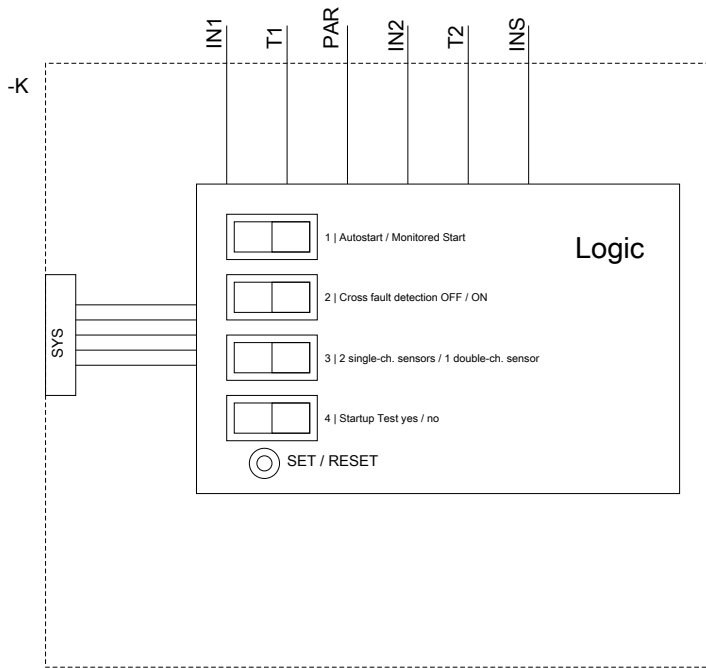 IN1
T1
PAR
IN2
T2
INS
-K
Logic
1 | Autostart / Monitored Start
2 | Cross fault detection OFF / ON
SYS
3 | 2 single-ch. sensors / 1 double-ch. sensor
4 | Startup Test yes / no
SET / RESET